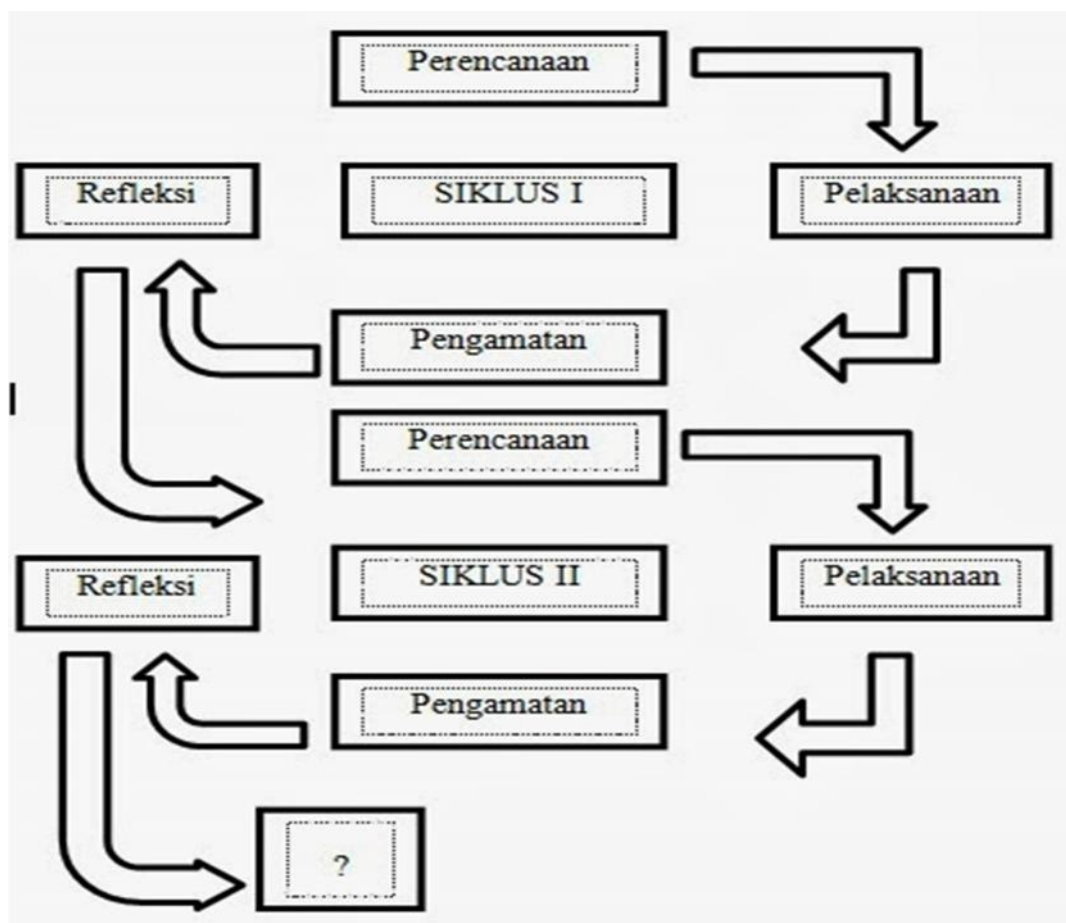 Perencanaan
Refleksi
SIKLUS I
Pelaksanaan
Pengamatan
Perencanaan
Refleksi
SIKLUS II
Pelaksanaan
Pengamatan
?